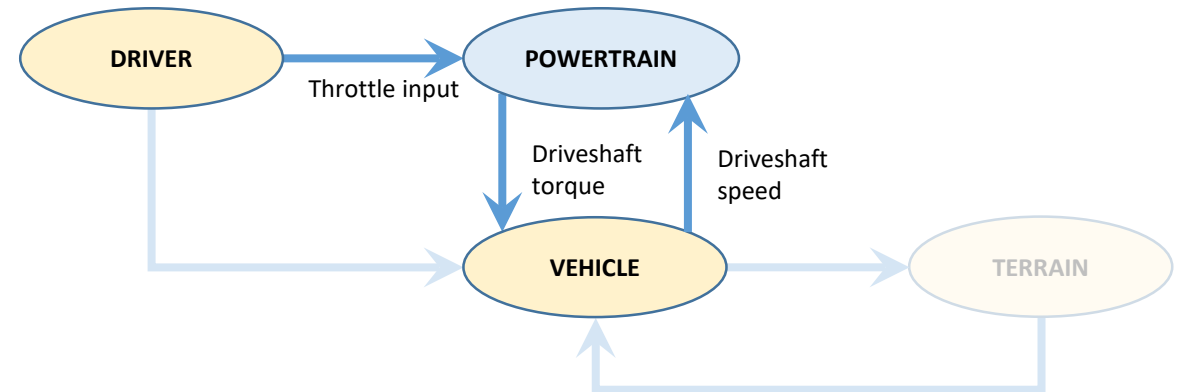 DRIVER
POWERTRAIN
Throttle input
Driveshaft
torque
Driveshaft
speed
VEHICLE
TERRAIN